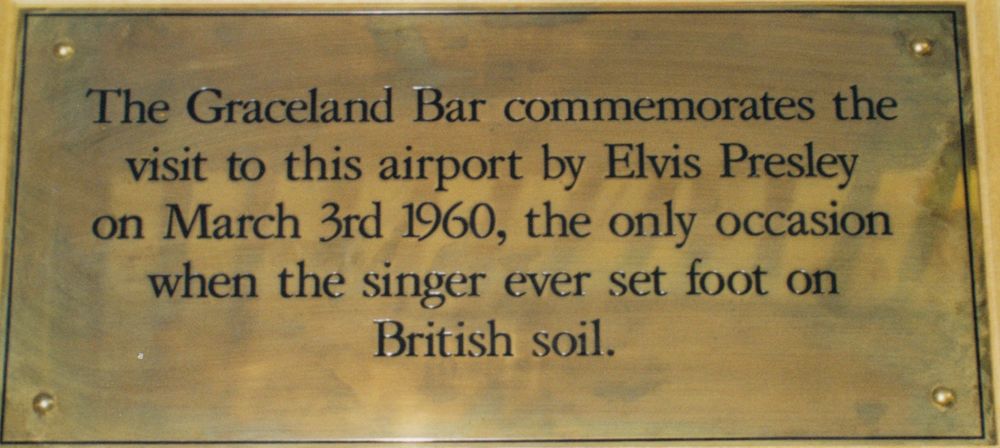 The Graceland Bar commemorates the
visit to this airport by Elvis Presley
on March 3rd 1960, the only occasion
when the singer ever set foot on
British soil.